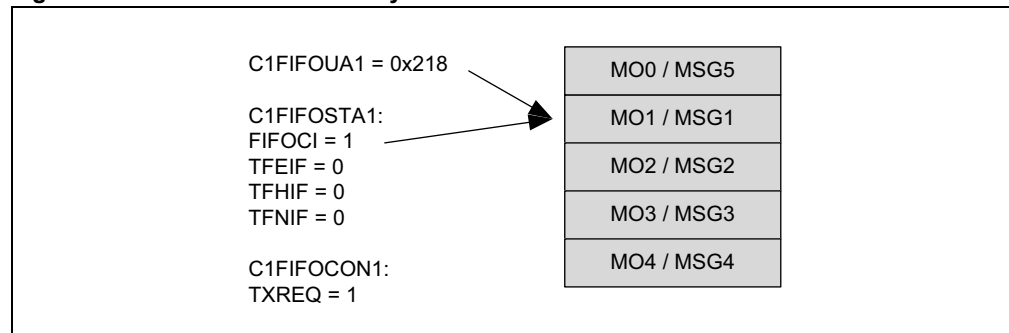 C1FIFOUA1 = 0x218
C1FIFOSTA1:
FIFOCI = 1
TFEIF = 0
TFHIF = 0
TFNIF = 0
C1FIFOCON1:
TXREQ = 1
MO0 / MSG5
MO1 / MSG1
MO2 / MSG2
MO3 / MSG3
MO4 / MSG4